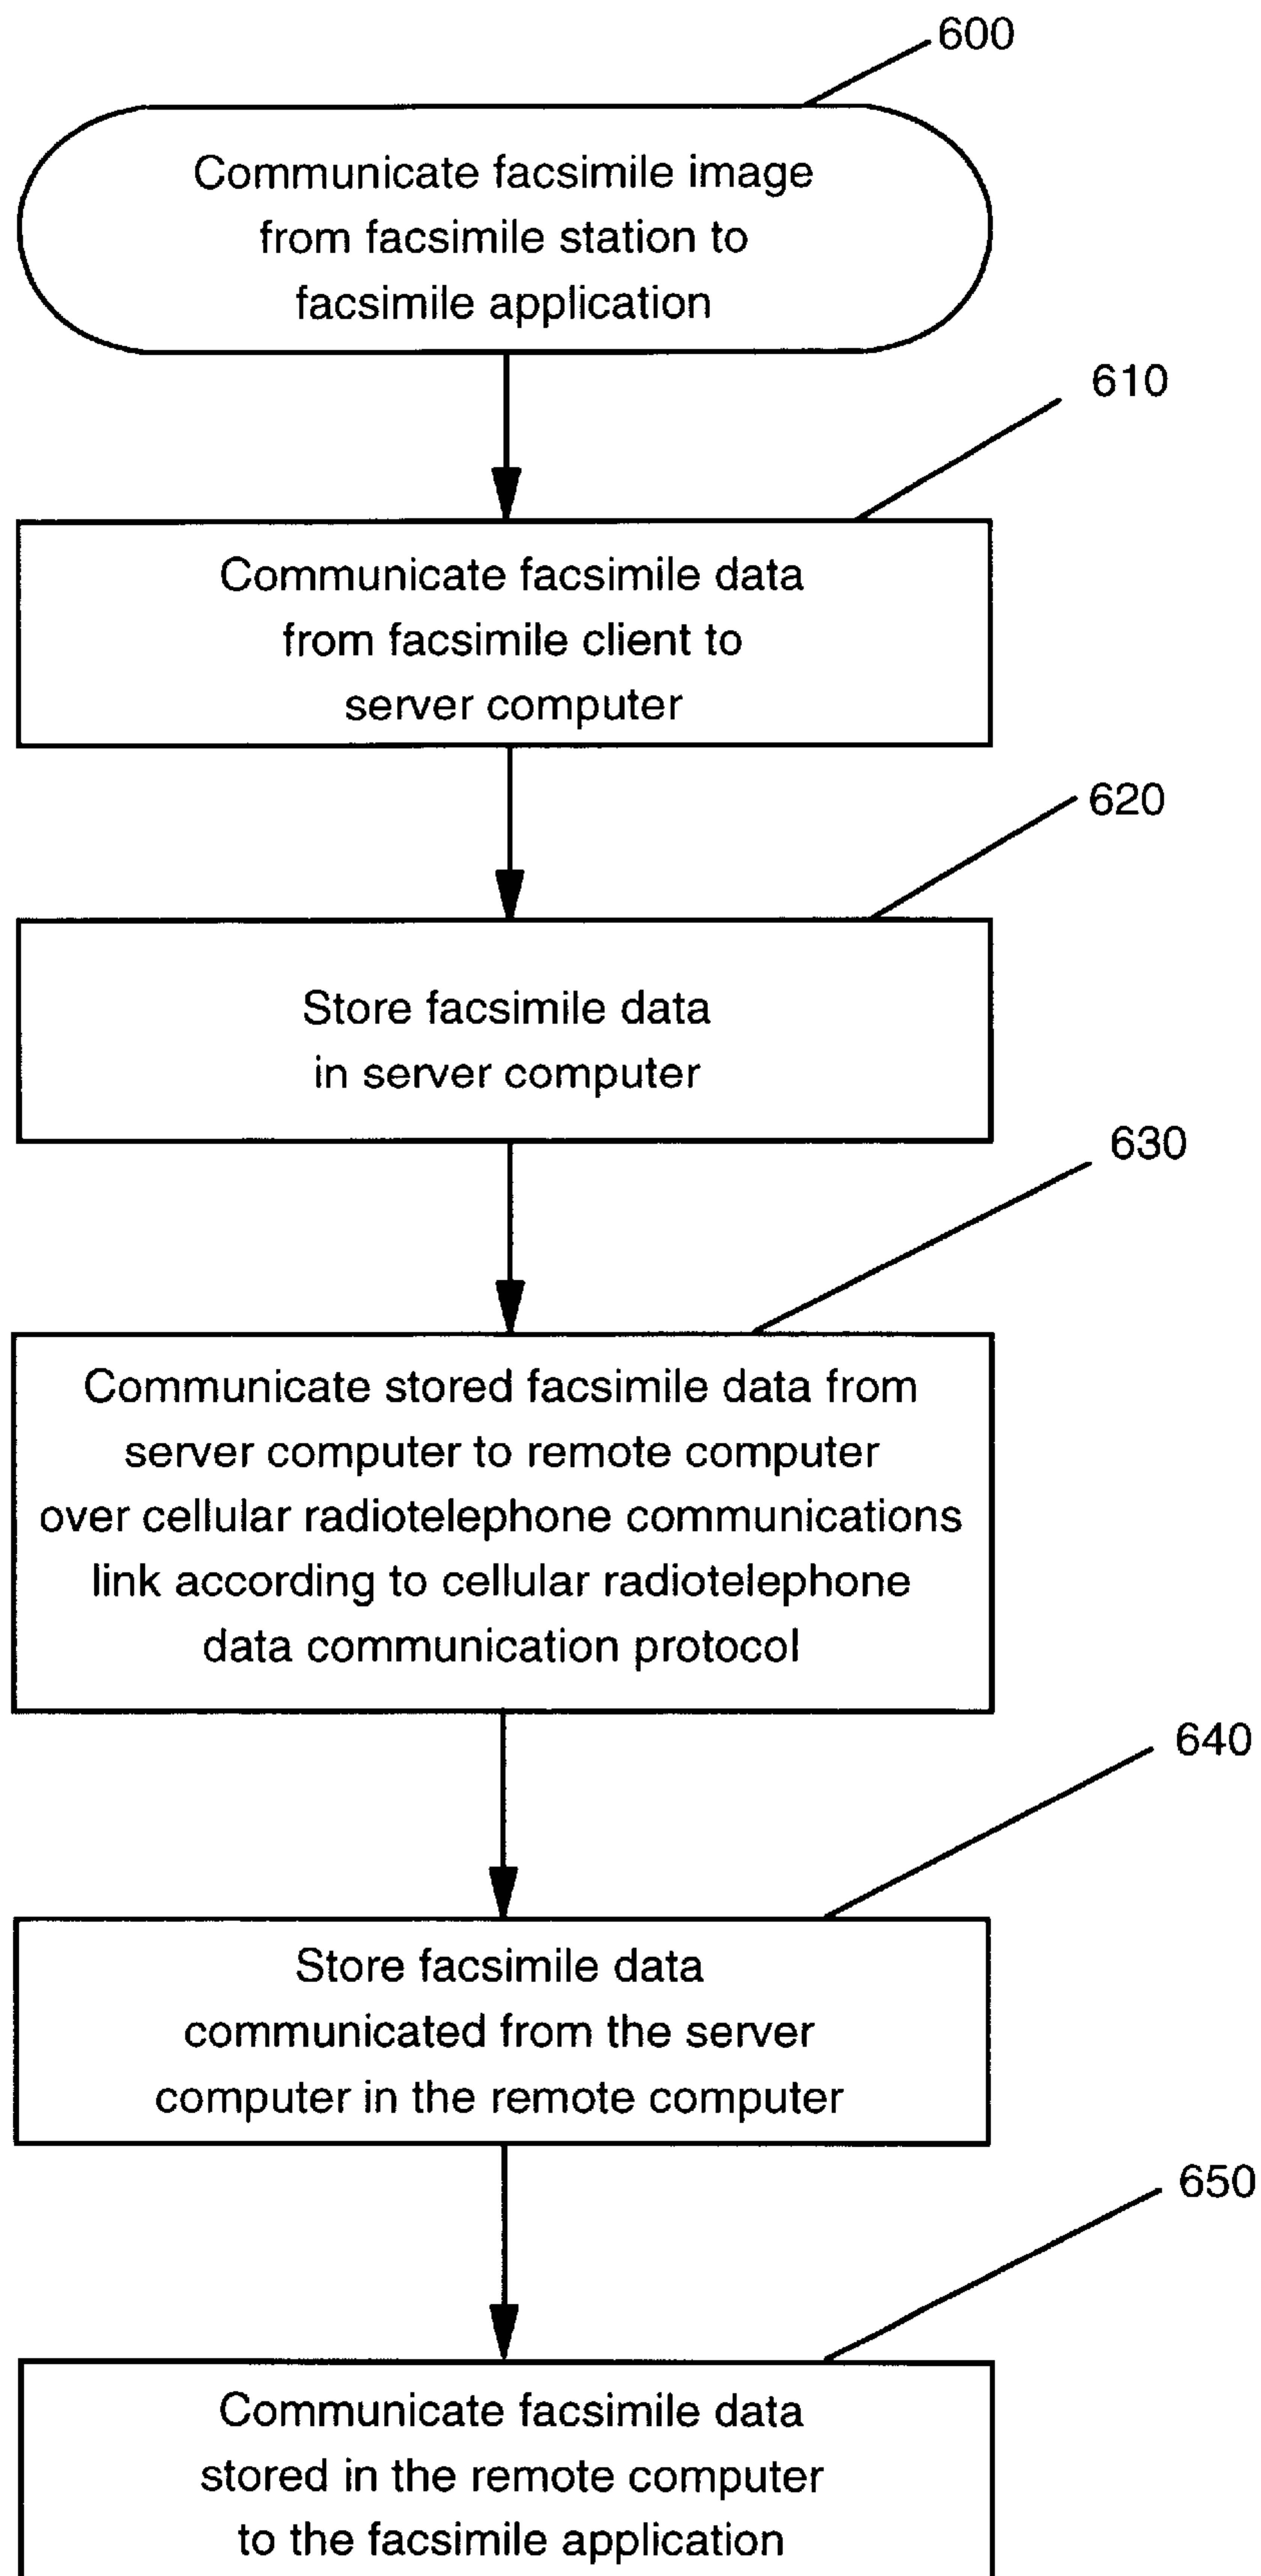 600
Communicate facsimile image
from facsimile station to
facsimile application
610
Communicate facsimile data
from facsimile client to
server computer
620
Store facsimile data
in server computer
630
Communicate stored facsimile data from
server computer to remote computer
over cellular radiotelephone communications
link according to cellular radiotelephone
data communication protocol
640
Store facsimile data
communicated from the server
computer in the remote computer
650
Communicate facsimile data
stored in the remote computer
to the facsimile application